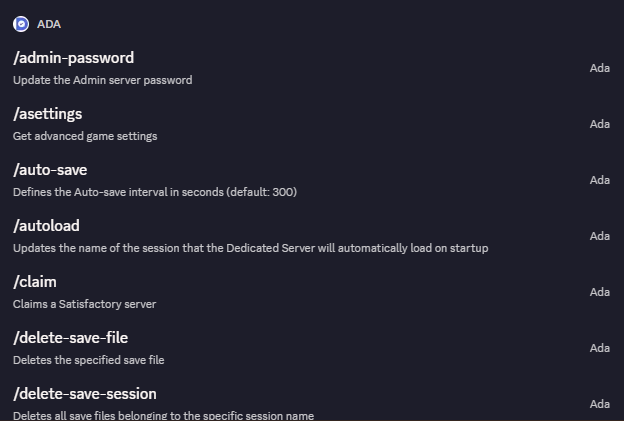 ADA
/admin-password
Update the Admin server password
Ada
/asettings
Get advanced game settings
Ada
/auto-save
Defines the Auto-save interval in seconds (default: 300)
Ada
/autoload
Updates the name of the session that the Dedicated Server will automatically load on startup
Ada
/claim
Claims a Satisfactory server
Ada
/delete-save-file
Deletes the specified save file
Ada
/delete-save-session
Deletes all save files belonging to the specific session name
Ada